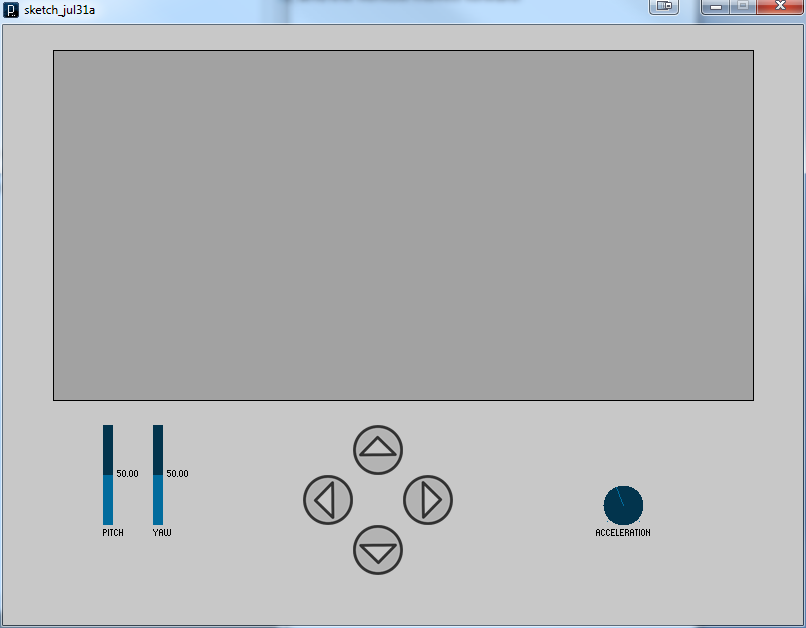 sketch_jul31a
50.00 50.00
PITCH YAW
ACCELERATION